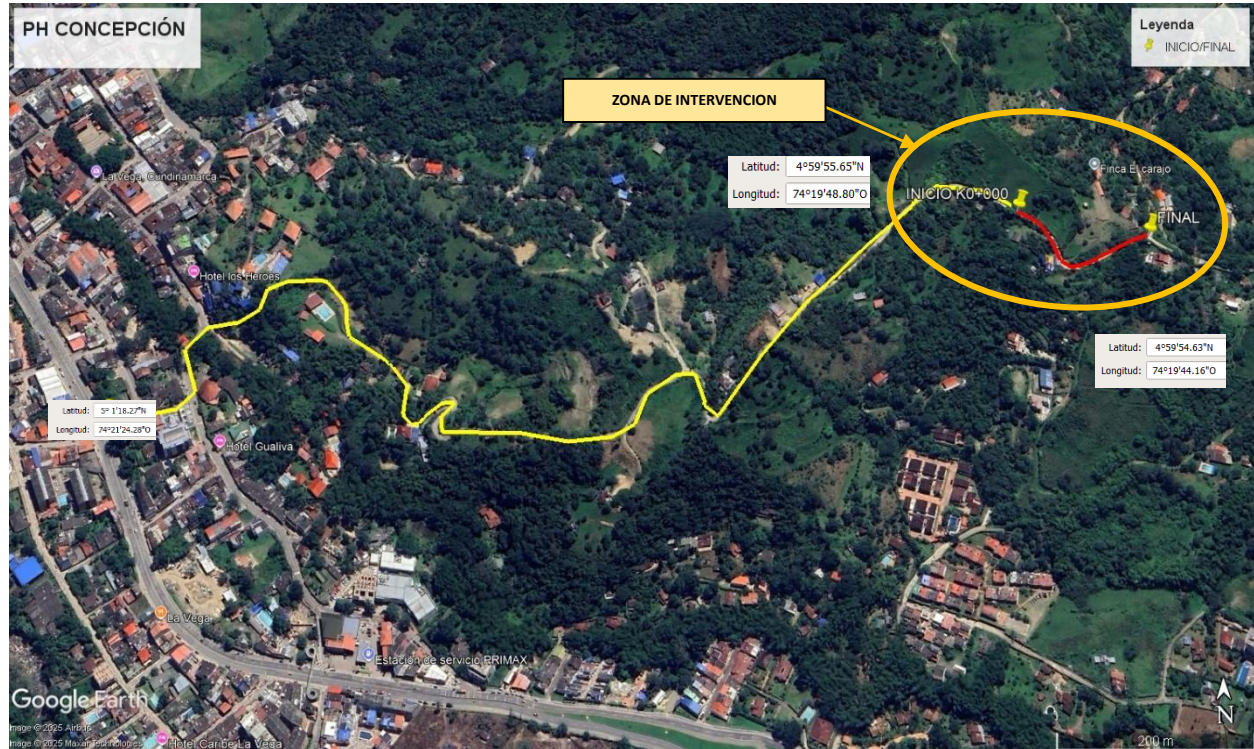 PH CONCEPCIÓN
Leyenda
INICIO/FINAL
ZONA DE INTERVENCION
Latitud: 4°59'55.65"N
Longitud: 74°19'48.80"O
Finca El carajo
INICIO K0+000
FINAL
La Vega, Cundinamarca
Hotel los Héroes
Latitud: 4°59'54.63"N
Longitud: 74°19'44.16"O
Latitud: 5° 1'18.27"N
Longitud: 74°21'24.28"O
Hotel Gualiva
La Vega
Estación de servicio PRIMAX
Google Earth
Image © 2025 Airbus
Image © 2025 Maxar Technologies
Hotel Caribe La Vega
N
200 m